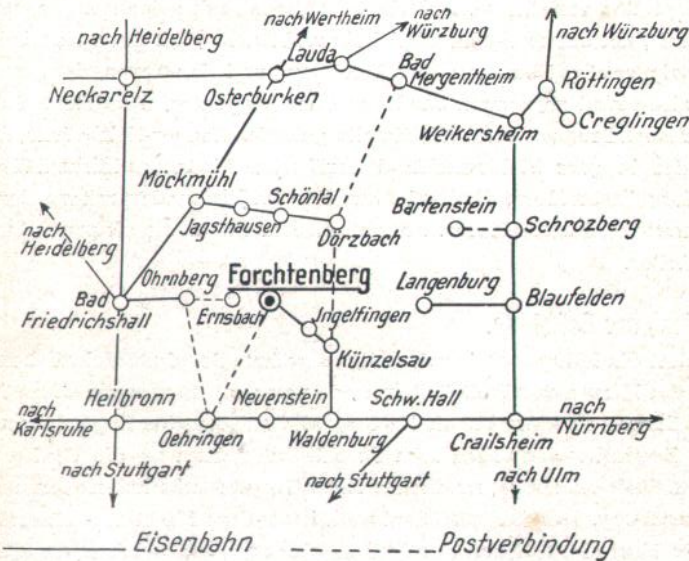 nach Heidelberg
nach Wertheim
nach
Würzburg
nach Würzburg
Lauda
Bad
Mergentheim
Röttingen
Neckarelz
Osterburken
Creglingen
Weikersheim
Möckmühl
Schöntal
Jagsthausen
Dörzbach
Bartenstein
Schrozberg
nach
Heidelberg
Ohrnberg
Forchtenberg
Langenburg
Bad
Friedrichshall
Ernsbach
Jngelfingen
Blaufelden
Künzelsau
Heilbronn
Neuenstein
Schw. Hall
nach
Karlsruhe
Oehringen
Waldenburg
Crailsheim
nach
Nürnberg
nach Stuttgart
nach Stuttgart
nach Ulm
Eisenbahn
Postverbindung